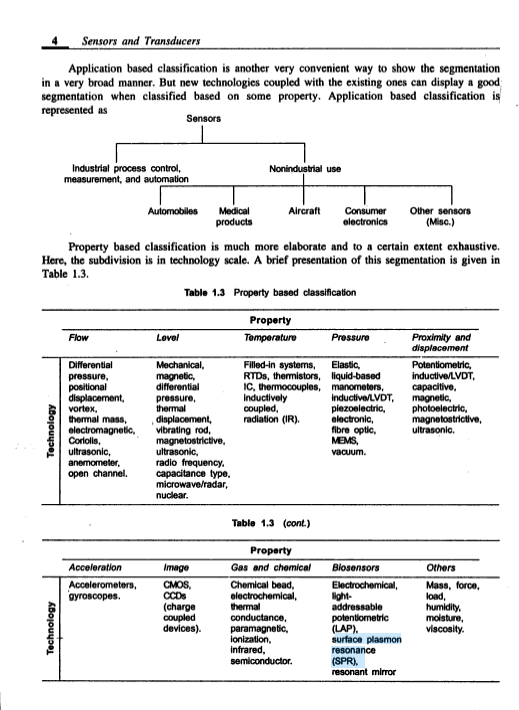 4 Sensors and Transducers
Application based classification is another very convenient way to show the segmentation
in a very broad manner. But new technologies coupled with the existing ones can display a good
segmentation when classified based on some property. Application based classification is
represented as
Sensors
Industrial process control,
measurement, and automation
Nonindustrial use
Automobiles
Medical
products
Aircraft
Consumer
electronics
Other sensors
(Misc.)
Property based classification is much more elaborate and to a certain extent exhaustive.
Here, the subdivision is in technology scale. A brief presentation of this segmentation is given in
Table 1.3.
Table 1.3 Property based classification
Property
Flow
Level
Temperature
Pressure
Proximity and
displacement
Technology
Differential
pressure,
positional
displacement,
vortex,
thermal mass,
electromagnetic,
Coriolis,
ultrasonic,
anemometer,
open channel.
Mechanical,
magnetic,
differential
pressure,
thermal
displacement,
vibrating rod,
magnetostrictive,
ultrasonic,
radio frequency,
capacitance type,
microwave/radar,
nuclear.
Filled-in systems,
RTDs, thermistors,
IC, thermocouples,
inductively
coupled,
radiation (IR).
Elastic,
liquid-based
manometers,
inductive/LVDT,
piezoelectric,
electronic,
fibre optic,
MEMS,
vacuum.
Potentiometric,
inductive/LVDT,
capacitive,
magnetic,
photoelectric,
magnetostrictive,
ultrasonic.
Table 1.3 (cont.)
Property
Acceleration
Image
Gas and chemical
Biosensors
Others
Technology
Accelerometers,
gyroscopes.
CMOS,
CCDs
(charge
coupled
devices).
Chemical bead,
electrochemical,
thermal
conductance,
paramagnetic,
ionization,
infrared,
semiconductor.
Electrochemical,
light-
addressable
potentiometric
(LAP),
surface plasmon
resonance
(SPR),
resonant mirror
Mass, force,
load,
humidity,
moisture,
viscosity.